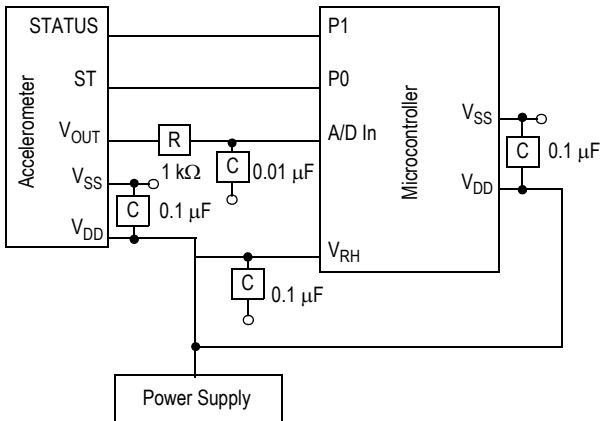 STATUS
ST
V_OUT
V_SS
V_DD
Accelerometer
R
1 kΩ
C
0.01 μF
C
0.1 μF
C
0.1 μF
P1
P0
A/D In
V_RH
Microcontroller
V_SS
V_DD
C
0.1 μF
Power Supply